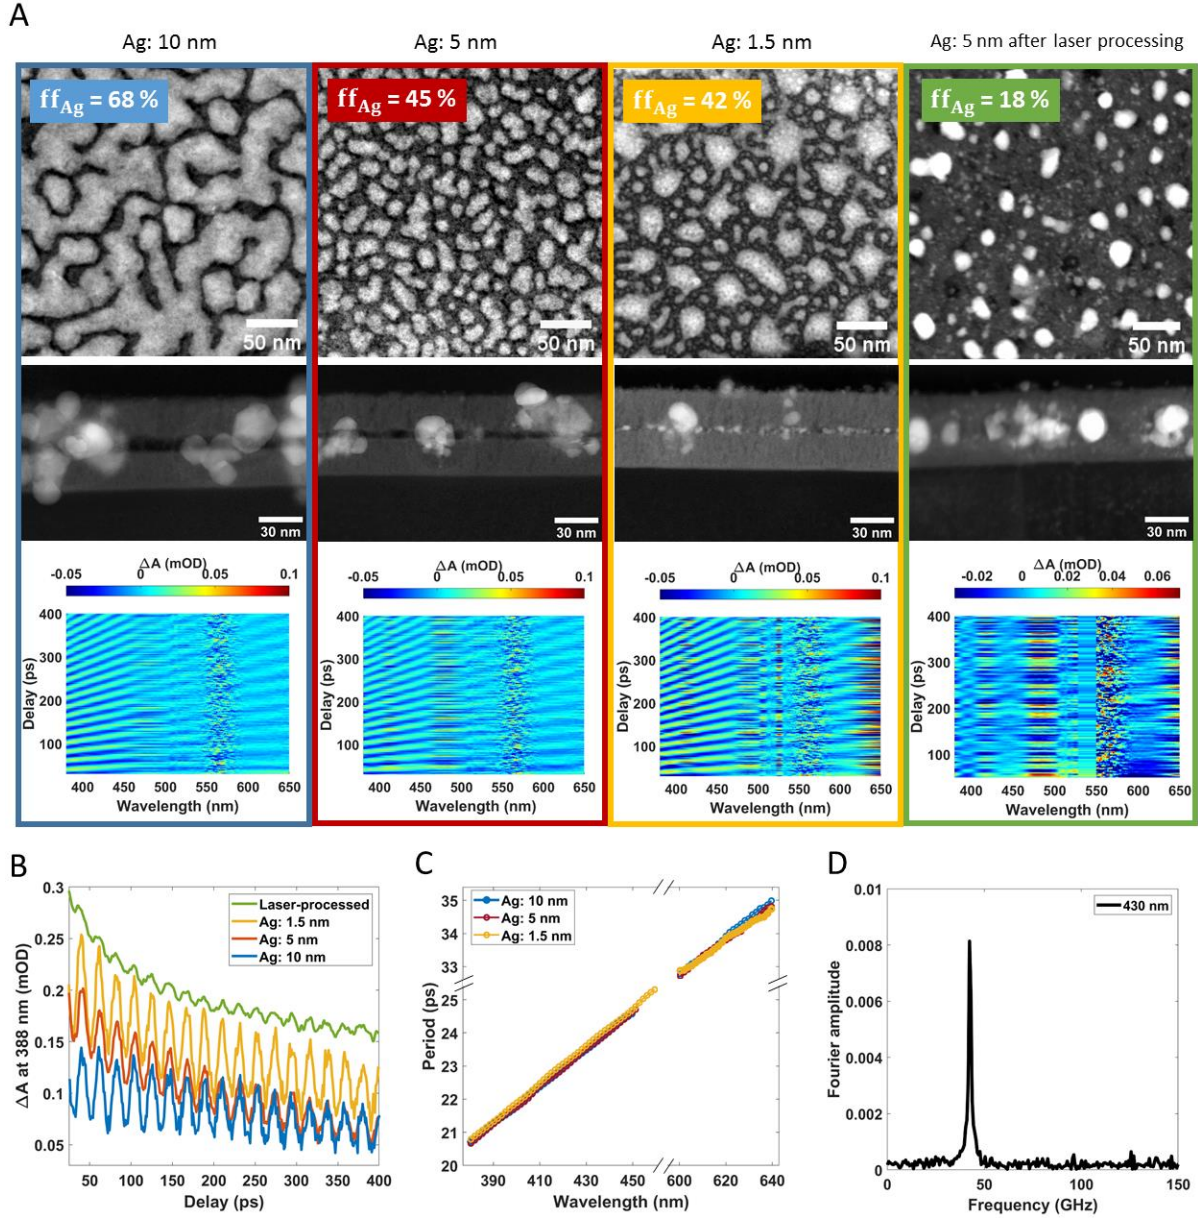 A
Ag: 10 nm
Ag: 5 nm
Ag: 1.5 nm
Ag: 5 nm after laser processing
ffAg = 68 %
ffAg = 45 %
ffAg = 42 %
ffAg = 18 %
50 nm
50 nm
50 nm
50 nm
30 nm
30 nm
30 nm
30 nm
ΔA (mOD)
-0.05 0 0.05 0.1
400
300
200
100
Delay (ps)
400 450 500 550 600 650
Wavelength (nm)
ΔA (mOD)
-0.05 0 0.05 0.1
400
300
200
100
Delay (ps)
400 450 500 550 600 650
Wavelength (nm)
ΔA (mOD)
-0.05 0 0.05 0.1
400
300
200
100
Delay (ps)
400 450 500 550 600 650
Wavelength (nm)
ΔA (mOD)
-0.02 0 0.02 0.04 0.06
400
300
200
100
Delay (ps)
400 450 500 550 600 650
Wavelength (nm)
B
0.3
0.25
0.2
0.15
0.1
0.05
ΔA at 388 nm (mOD)
Laser-processed
Ag: 1.5 nm
Ag: 5 nm
Ag: 10 nm
50 100 150 200 250 300 350 400
Delay (ps)
C
35
34
33
25
24
23
22
21
20
Period (ps)
Ag: 10 nm
Ag: 5 nm
Ag: 1.5 nm
390 410 430 450 600 620 640
Wavelength (nm)
D
0.01
0.008
0.006
0.004
0.002
0
Fourier amplitude
430 nm
0 50 100 150
Frequency (GHz)